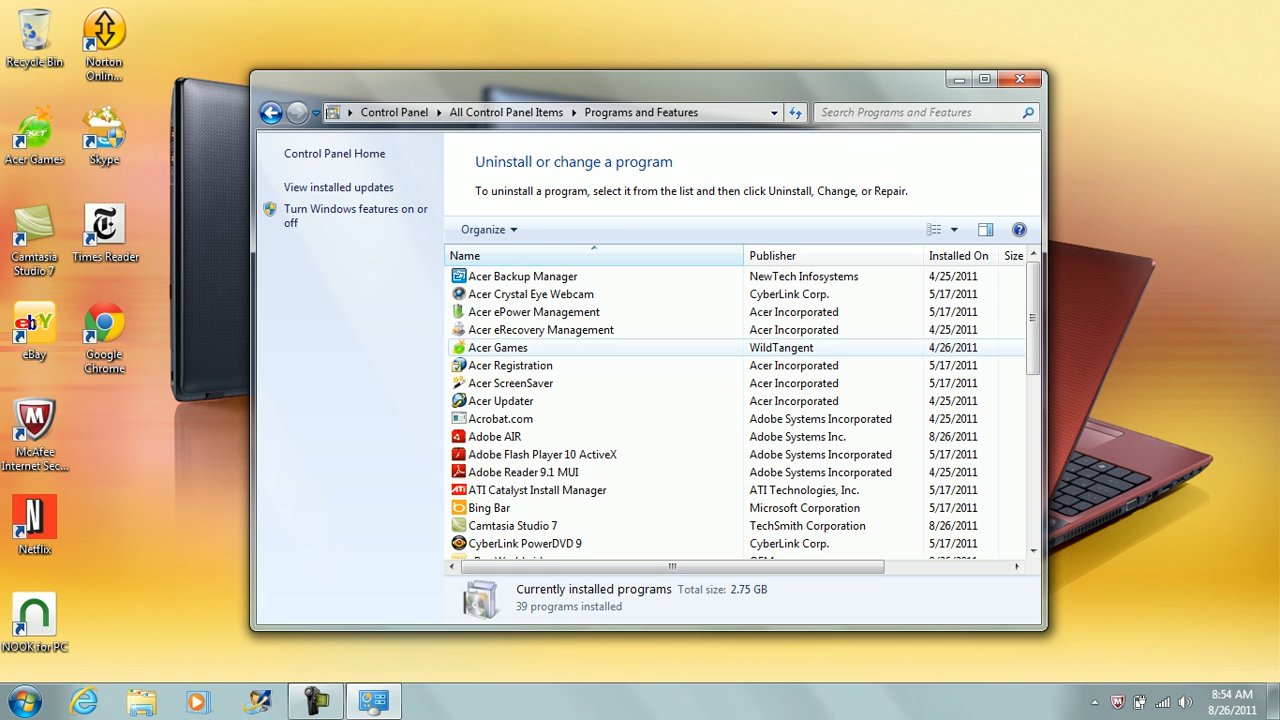 Recycle Bin
Norton
Onlin...
Acer Games
Skype
Camtasia
Studio 7
Times Reader
eBay
Google
Chrome
McAfee
Internet Sec...
Netflix
NOOK for PC
Control Panel
All Control Panel Items
Programs and Features
Search Programs and Features
Control Panel Home
View installed updates
Turn Windows features on or
off
Uninstall or change a program
To uninstall a program, select it from the list and then click Uninstall, Change, or Repair.
Organize
Name Publisher Installed On Size
Acer Backup Manager NewTech Infosystems 4/25/2011
Acer Crystal Eye Webcam CyberLink Corp. 5/17/2011
Acer ePower Management Acer Incorporated 5/17/2011
Acer eRecovery Management Acer Incorporated 4/25/2011
Acer Games WildTangent 4/26/2011
Acer Registration Acer Incorporated 5/17/2011
Acer ScreenSaver Acer Incorporated 5/17/2011
Acer Updater Acer Incorporated 4/25/2011
Acrobat.com Adobe Systems Incorporated 4/25/2011
Adobe AIR Adobe Systems Inc. 8/26/2011
Adobe Flash Player 10 ActiveX Adobe Systems Incorporated 5/17/2011
Adobe Reader 9.1 MUI Adobe Systems Incorporated 4/25/2011
ATI Catalyst Install Manager ATI Technologies, Inc. 5/17/2011
Bing Bar Microsoft Corporation 5/17/2011
Camtasia Studio 7 TechSmith Corporation 8/26/2011
CyberLink PowerDVD 9 CyberLink Corp. 5/17/2011
Currently installed programs Total size: 2.75 GB
39 programs installed
8:54 AM
8/26/2011